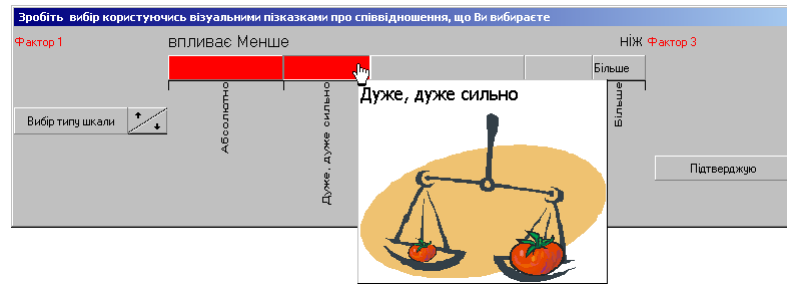 Зробіть вибір користуючись візуальними пізказками про співвідношення, що Ви вибираєте
Фактор 1
впливає Менше
ніж
Фактор 3
Більше
Вибір типу шкали
Абсолютно
Дуже, дуже сильно
Більше
Дуже, дуже сильно
Підтверджую